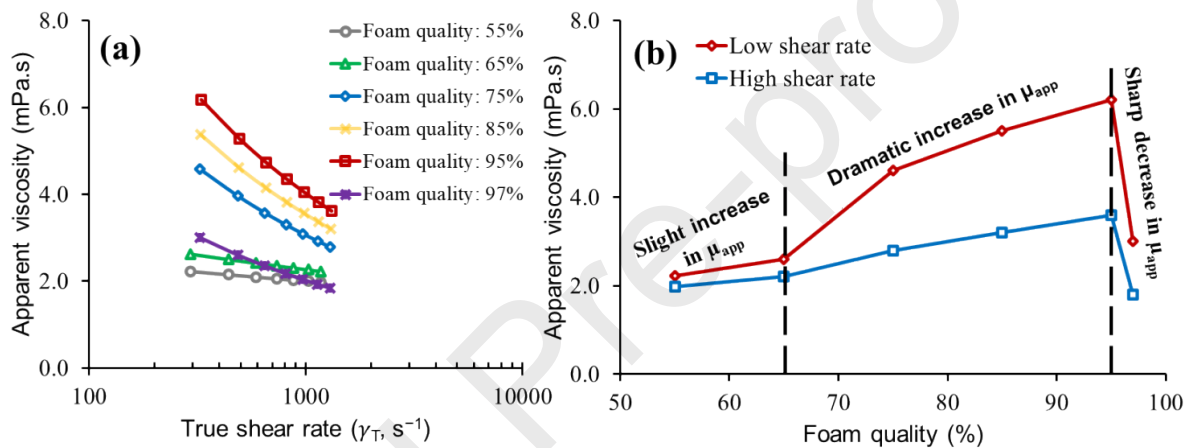 (a)
8.0
6.0
4.0
2.0
0.0
Apparent viscosity (mPa.s)
Foam quality: 55%
Foam quality: 65%
Foam quality: 75%
Foam quality: 85%
Foam quality: 95%
Foam quality: 97%
100
1000
10000
True shear rate (γT, s−1)
(b)
8.0
6.0
4.0
2.0
0.0
Apparent viscosity (mPa.s)
Low shear rate
High shear rate
Slight increase
in μapp
Dramatic increase in μapp
Sharp decrease in μapp
50
60
70
80
90
100
Foam quality (%)
Pre-pro